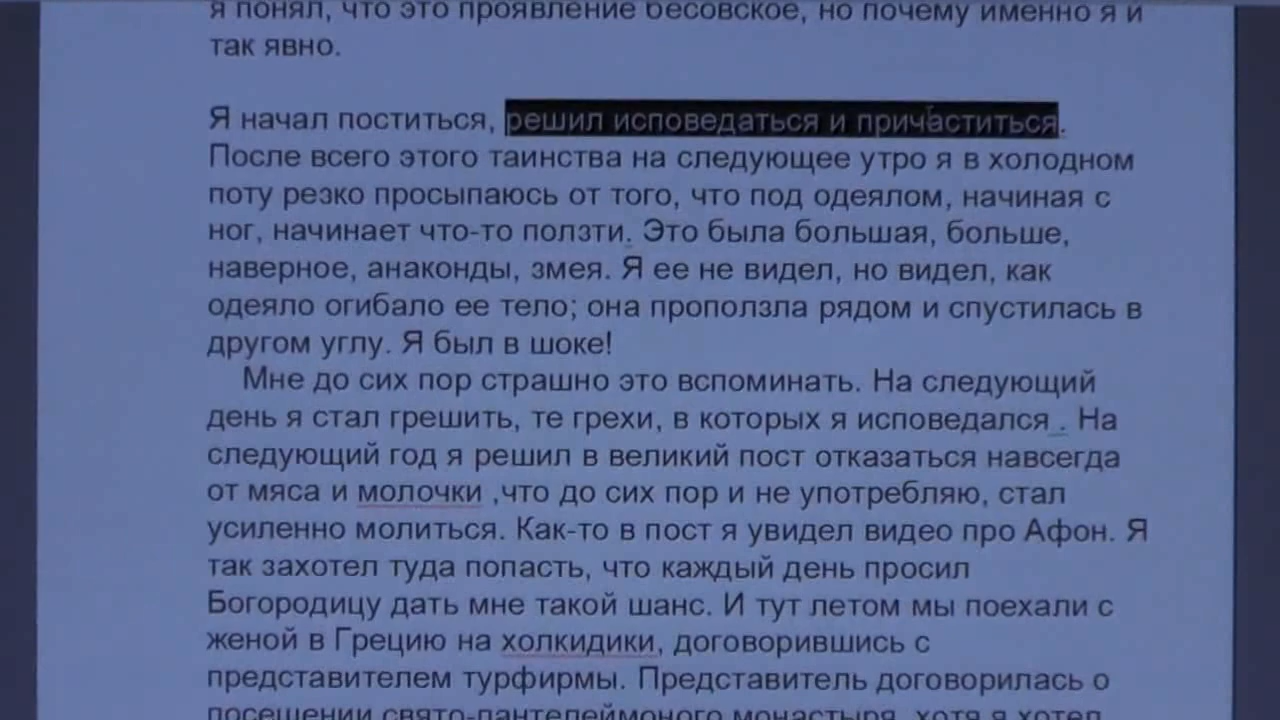 я понял, что это проявление бесовское, но почему именно я и
так явно.
Я начал поститься, решил исповедаться и причаститься.
После всего этого таинства на следующее утро я в холодном
поту резко просыпаюсь от того, что под одеялом, начиная с
ног, начинает что-то ползти. Это была большая, больше,
наверное, анаконды, змея. Я ее не видел, но видел, как
одеяло огибало ее тело; она проползла рядом и спустилась в
другом углу. Я был в шоке!
Мне до сих пор страшно это вспоминать. На следующий
день я стал грешить, те грехи, в которых я исповедался . На
следующий год я решил в великий пост отказаться навсегда
от мяса и молочки ,что до сих пор и не употребляю, стал
усиленно молиться. Как-то в пост я увидел видео про Афон. Я
так захотел туда попасть, что каждый день просил
Богородицу дать мне такой шанс. И тут летом мы поехали с
женой в Грецию на холкидики, договорившись с
представителем турфирмы. Представитель договорилась о
посещении свято-пантелеймоного монастыря, хотя я хотел